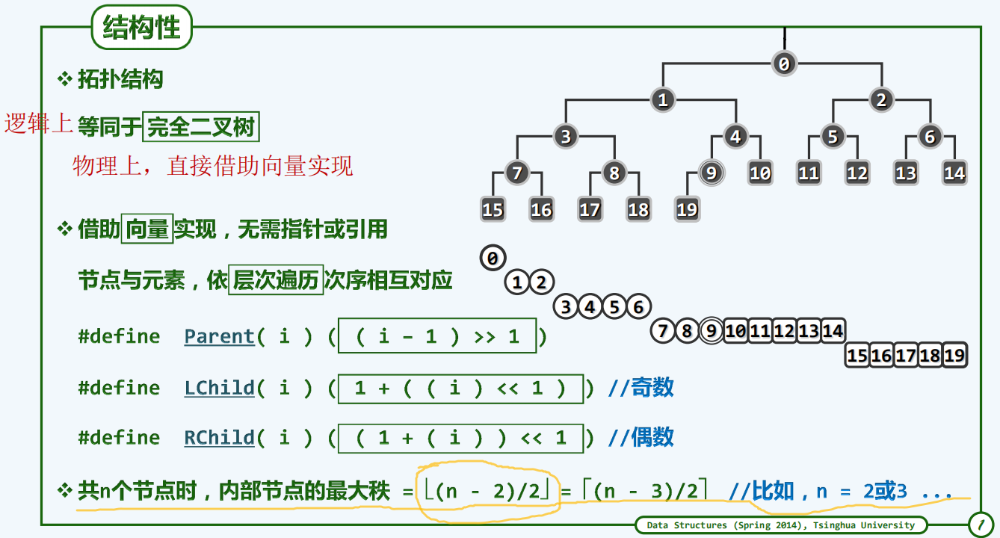 结构性
❖ 拓扑结构
逻辑上 等同于 完全二叉树
物理上，直接借助向量实现
❖ 借助 向量 实现，无需指针或引用
节点与元素，依 层次遍历 次序相互对应
#define Parent( i ) ( ( i – 1 ) >> 1 )
#define LChild( i ) ( 1 + ( ( i ) << 1 ) ) //奇数
#define RChild( i ) ( ( 1 + ( i ) ) << 1 ) //偶数
❖ 共n个节点时，内部节点的最大秩 = ⌊(n - 2)/2⌋ = ⌈(n - 3)/2⌉ //比如，n = 2或3 ...
0
1 2
3 4 5 6
7 8 9 10 11 12 13 14
15 16 17 18 19
0
1 2
3 4 5 6
7 8 9 10 11 12 13 14
15 16 17 18 19
Data Structures (Spring 2014), Tsinghua University
1